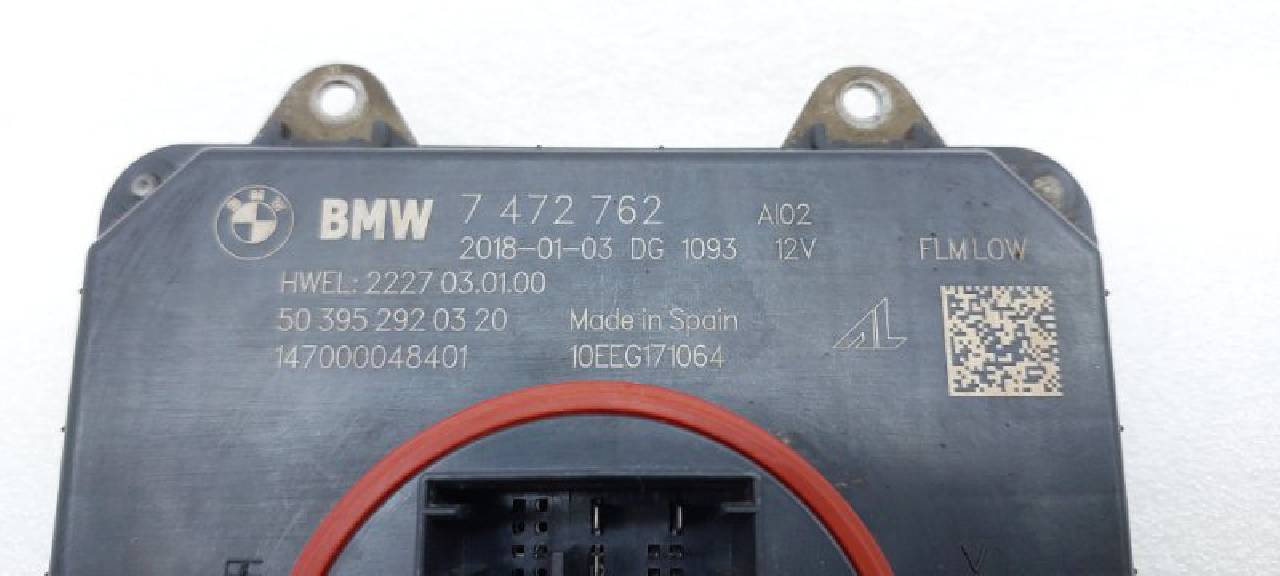 BMW 7 472 762 AI02
2018-01-03 DG 1093 12V FLM LOW
HWEL: 2227 03.01.00
50 395 292 03 20 Made in Spain
147000048401 10EEG171064